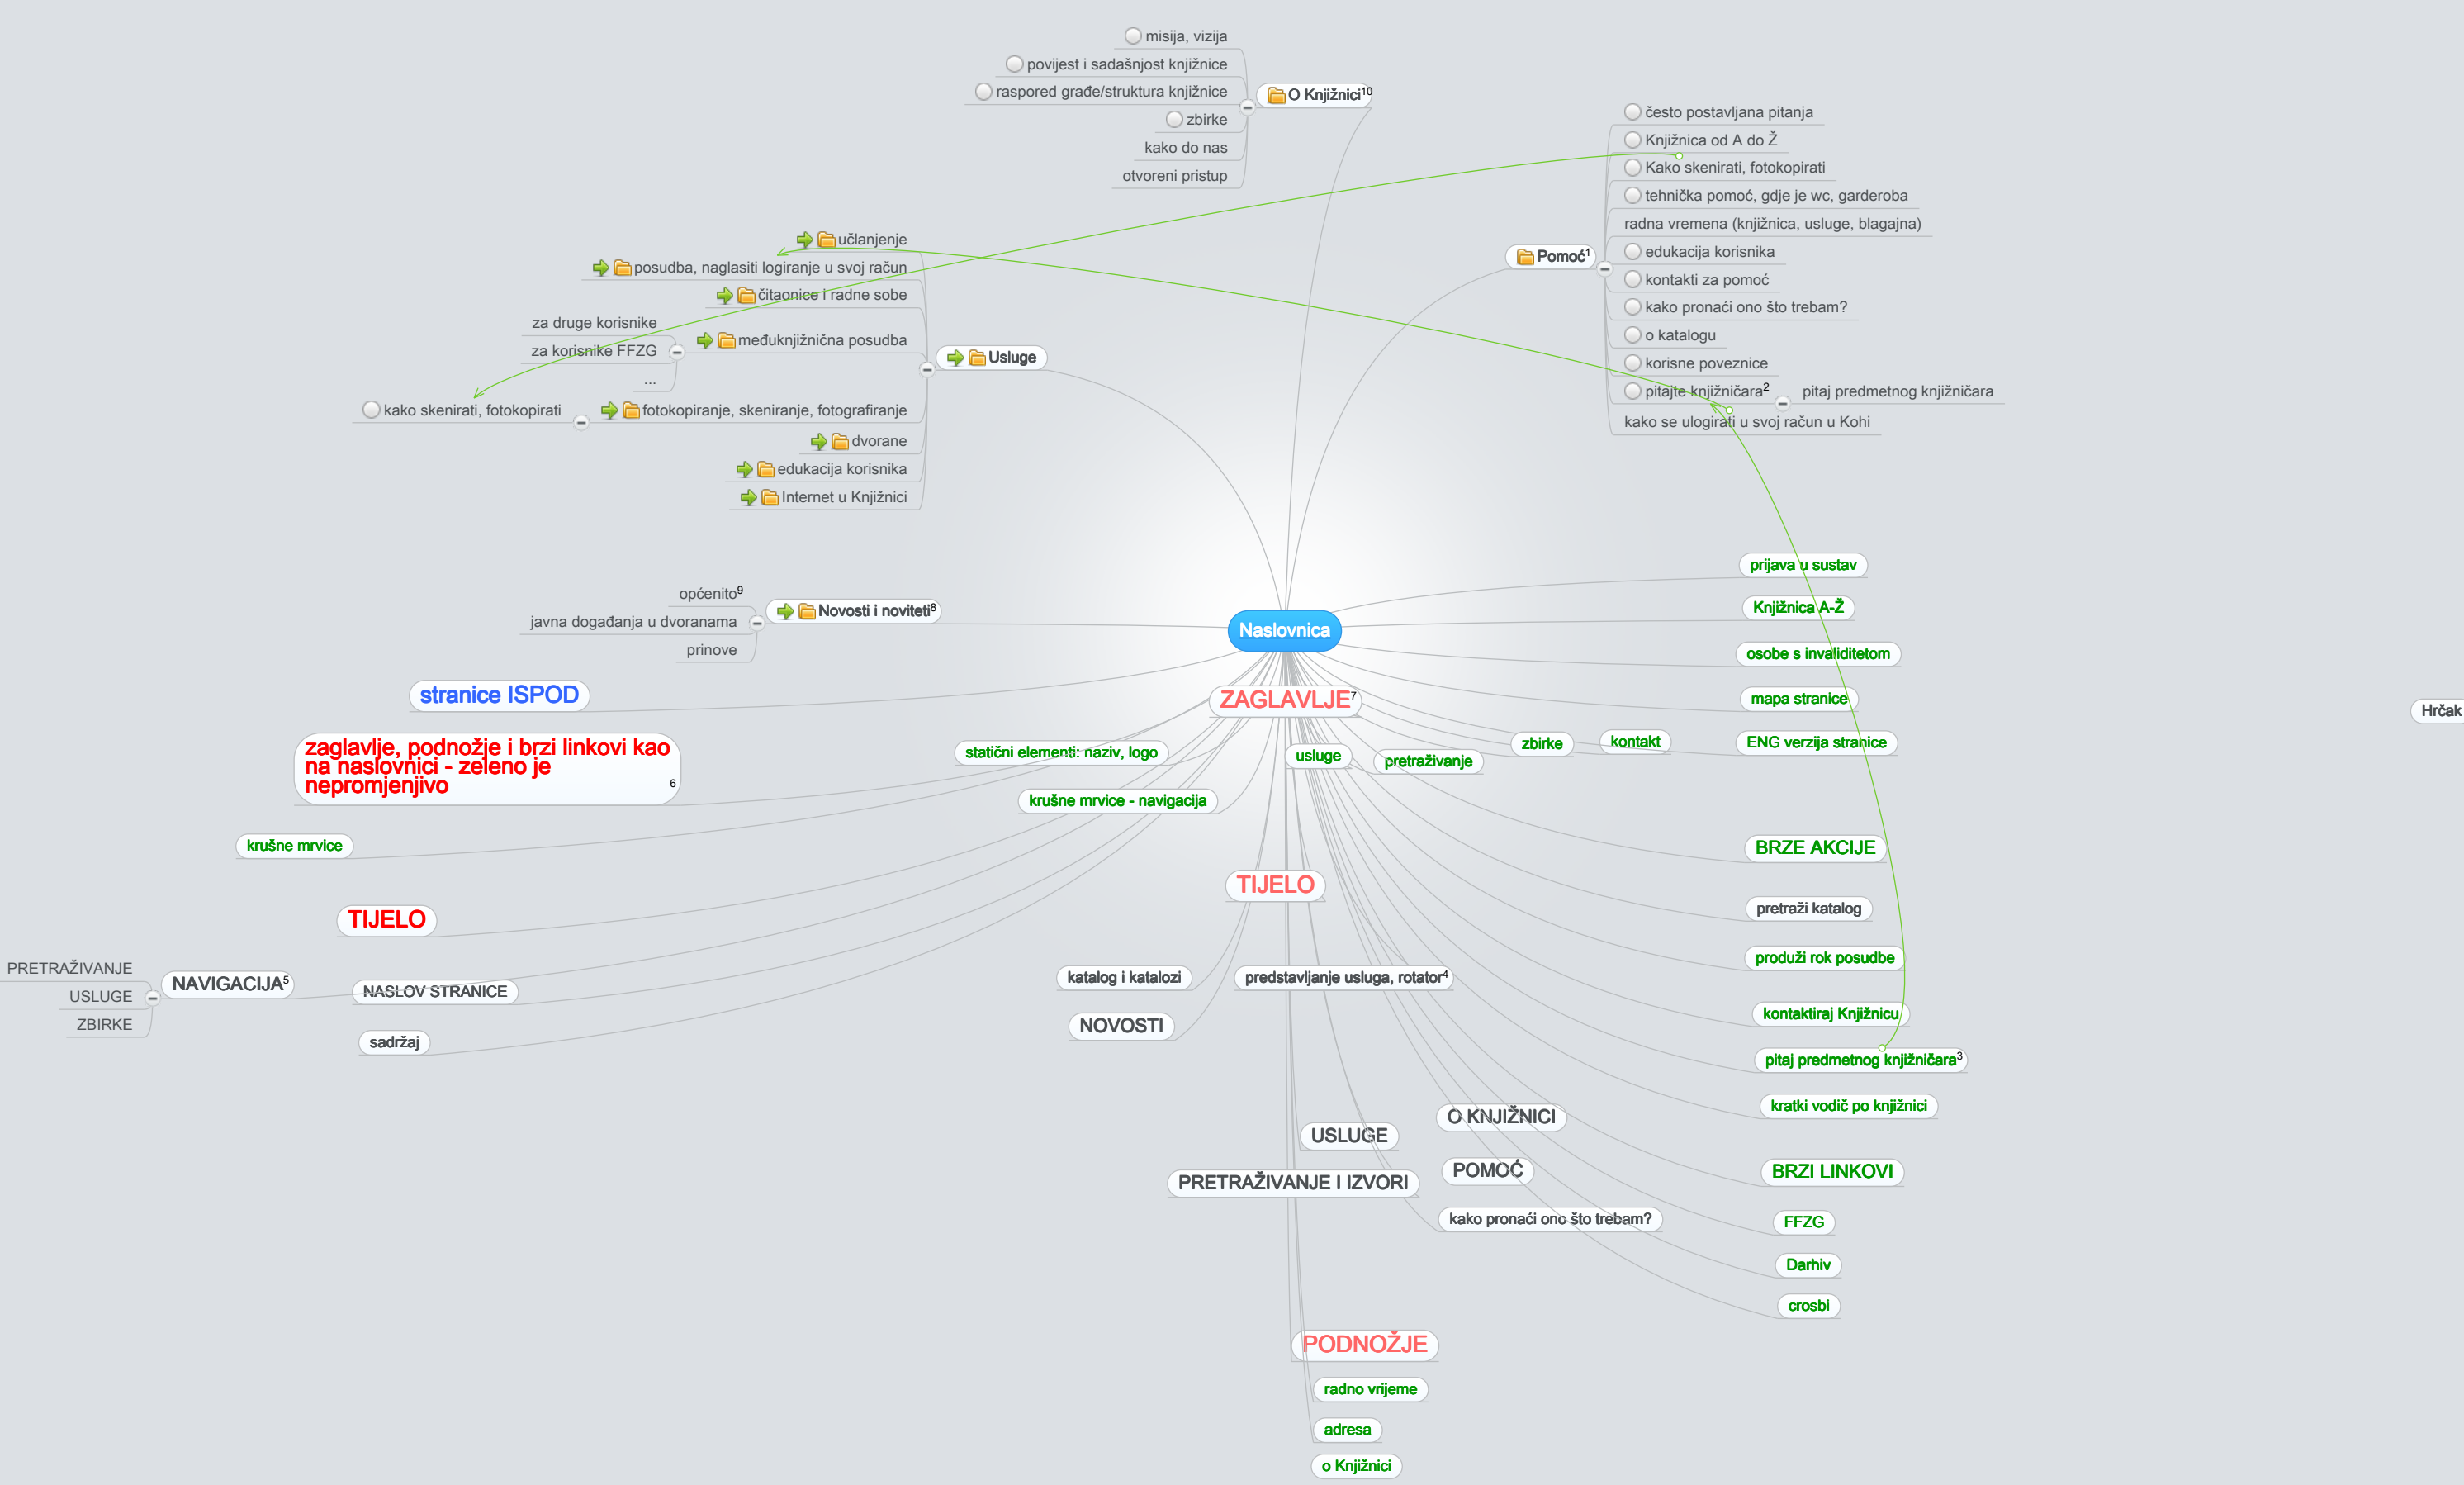 misija, vizija
povijest i sadašnjost knjižnice
raspored građe/struktura knjižnice
zbirke
kako do nas
otvoreni pristup
O Knjižnici10
često postavljana pitanja
Knjižnica od A do Ž
Kako skenirati, fotokopirati
tehnička pomoć, gdje je wc, garderoba
radna vremena (knjižnica, usluge, blagajna)
edukacija korisnika
kontakti za pomoć
kako pronaći ono što trebam?
o katalogu
korisne poveznice
pitajte knjižničara2
pitaj predmetnog knjižničara
kako se ulogirati u svoj račun u Kohi
Pomoć1
učlanjenje
posudba, naglasiti logiranje u svoj račun
čitaonice i radne sobe
za druge korisnike
za korisnike FFZG
...
međuknjižnična posudba
kako skenirati, fotokopirati
fotokopiranje, skeniranje, fotografiranje
dvorane
edukacija korisnika
Internet u Knjižnici
Usluge
općenito9
javna događanja u dvoranama
prinove
Novosti i noviteti8
Naslovnica
prijava u sustav
Knjižnica A-Ž
osobe s invaliditetom
mapa stranice
ENG verzija stranice
Hrčak
stranice ISPOD
ZAGLAVLJE7
zaglavlje, podnožje i brzi linkovi kao
na naslovnici - zeleno je
nepromjenjivo
6
statični elementi: naziv, logo
usluge
pretraživanje
zbirke
kontakt
krušne mrvice - navigacija
krušne mrvice
BRZE AKCIJE
TIJELO
TIJELO
pretraži katalog
produži rok posudbe
kontaktiraj Knjižnicu
pitaj predmetnog knjižničara3
kratki vodič po knjižnici
PRETRAŽIVANJE
USLUGE
ZBIRKE
NAVIGACIJA5
NASLOV STRANICE
sadržaj
katalog i katalozi
predstavljanje usluga, rotator4
NOVOSTI
O KNJIŽNICI
USLUGE
POMOĆ
PRETRAŽIVANJE I IZVORI
kako pronaći ono što trebam?
BRZI LINKOVI
FFZG
Darhiv
crosbi
PODNOŽJE
radno vrijeme
adresa
o Knjižnici